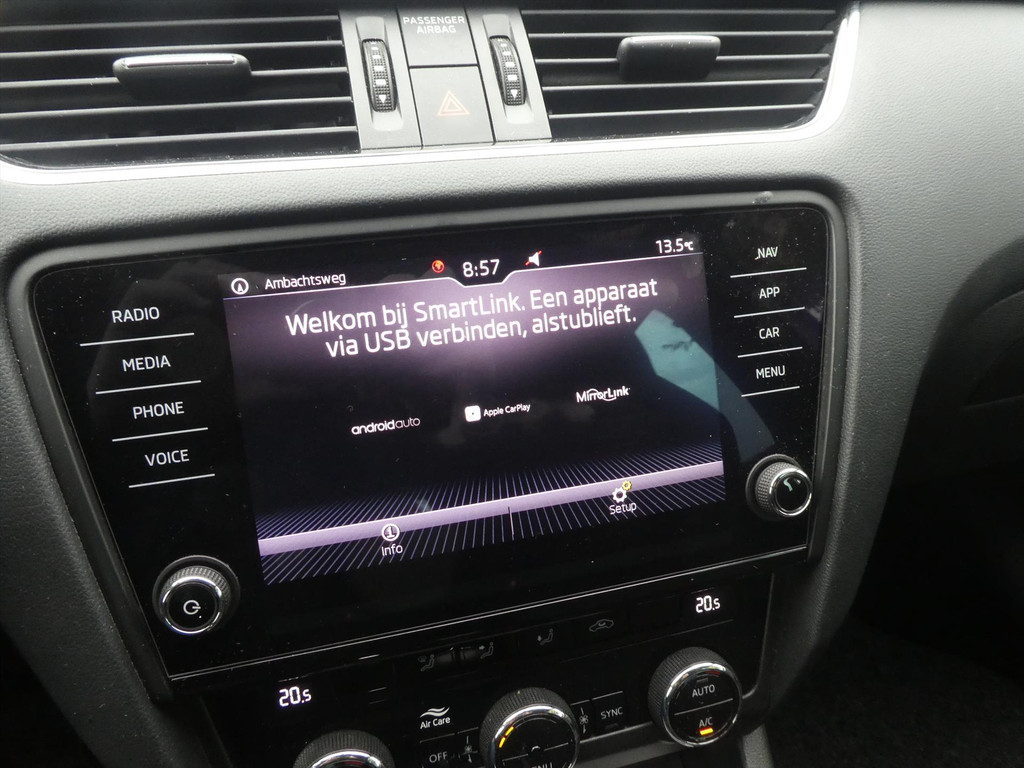 PASSENGER
AIRBAG
Ambachtsweg
8:57
13.5°C
Welkom bij SmartLink. Een apparaat
via USB verbinden, alstublieft.
androidauto
Apple CarPlay
MirrorLink
Info
Setup
RADIO
MEDIA
PHONE
VOICE
NAV
APP
CAR
MENU
20.5
20.5
Air Care
OFF
SYNC
AUTO
A/C
MENU